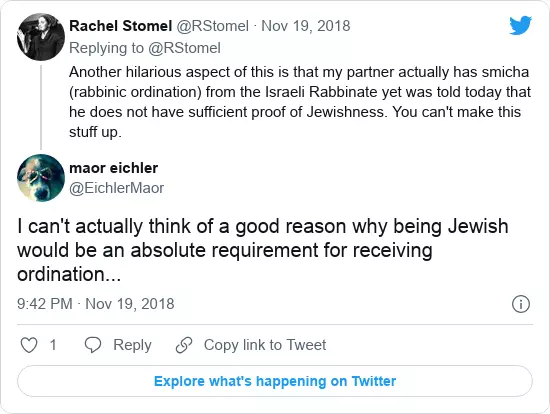 Rachel Stomel @RStomel · Nov 19, 2018
Replying to @RStomel
Another hilarious aspect of this is that my partner actually has smicha
(rabbinic ordination) from the Israeli Rabbinate yet was told today that
he does not have sufficient proof of Jewishness. You can't make this
stuff up.
maor eichler
@EichlerMaor
I can't actually think of a good reason why being Jewish
would be an absolute requirement for receiving
ordination...
9:42 PM · Nov 19, 2018
1 Reply Copy link to Tweet
Explore what's happening on Twitter